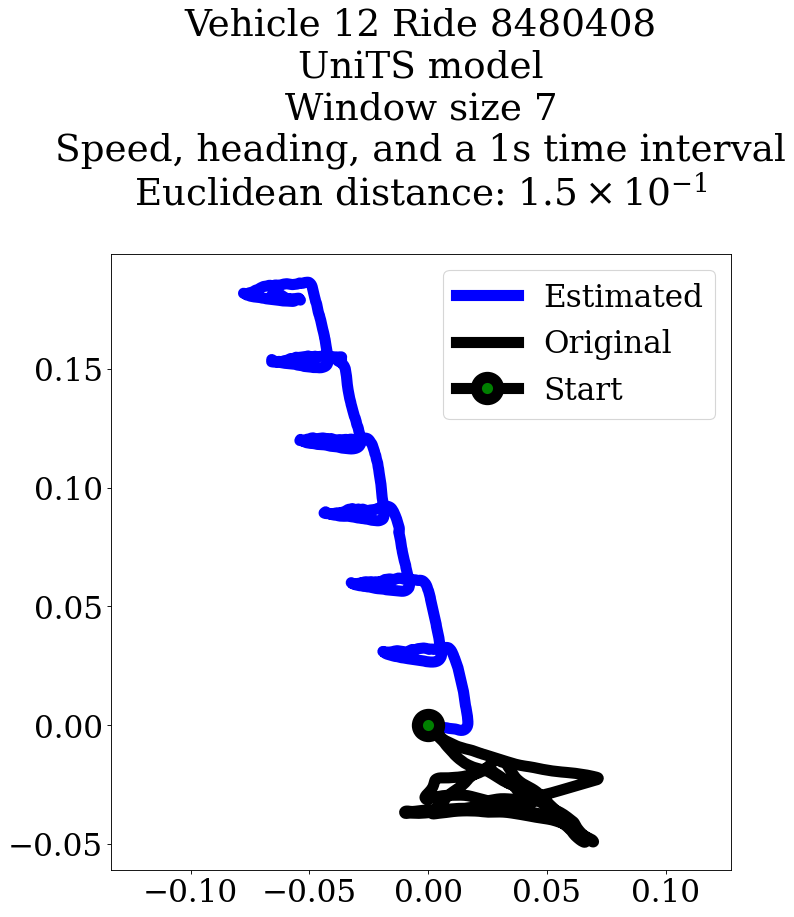 Vehicle 12 Ride 8480408
UniTS model
Window size 7
Speed, heading, and a 1s time interval
Euclidean distance: $1.5 \times 10^{-1}$
Estimated
Original
Start
0.15
0.10
0.05
0.00
−0.05
−0.10 −0.05 0.00 0.05 0.10